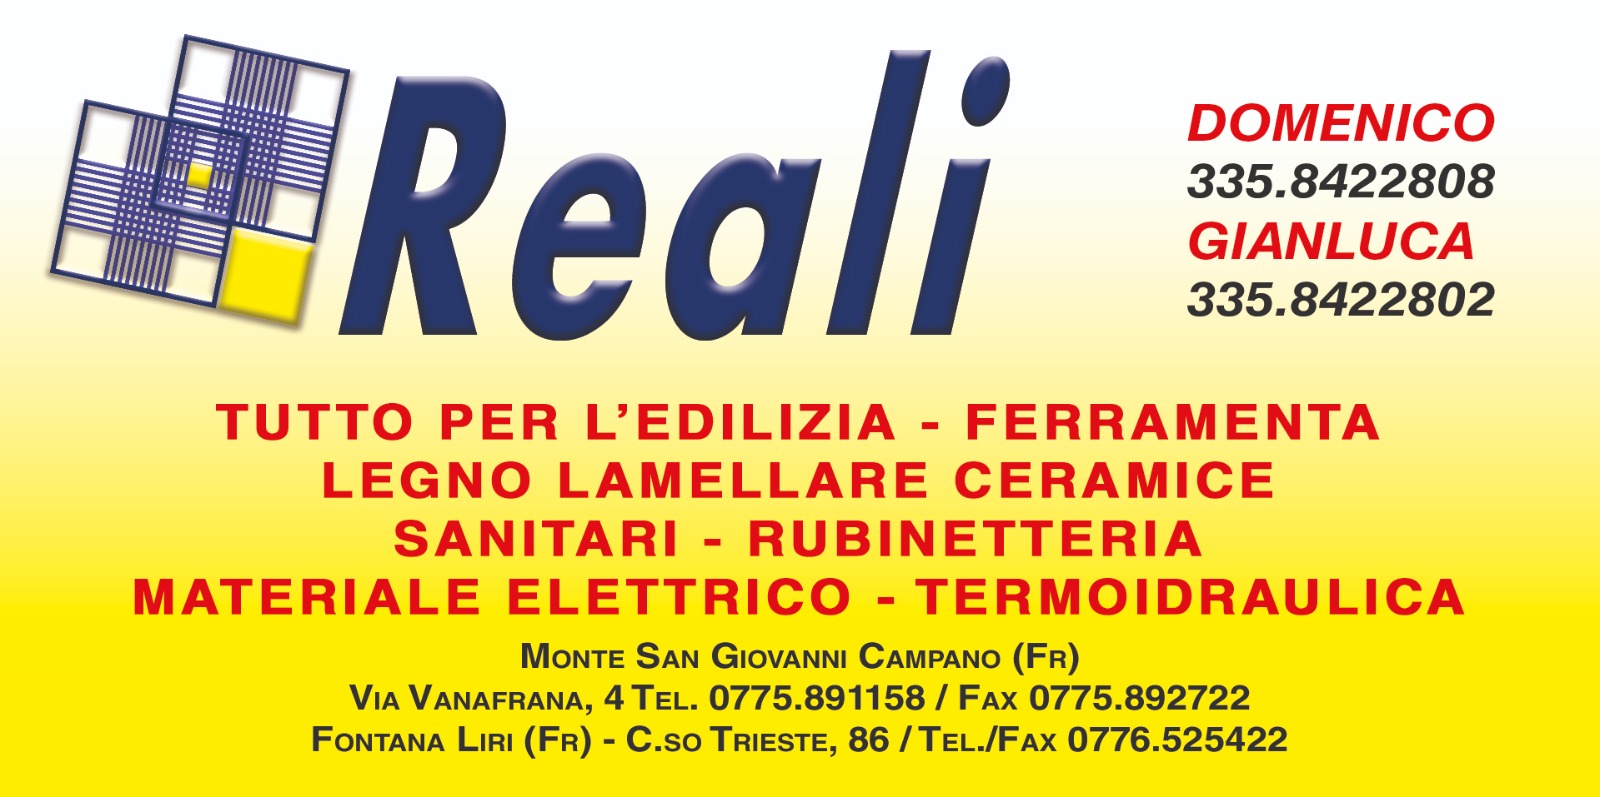 Reali
DOMENICO
335.8422808
GIANLUCA
335.8422802
TUTTO PER L’EDILIZIA - FERRAMENTA
LEGNO LAMELLARE CERAMICE
SANITARI - RUBINETTERIA
MATERIALE ELETTRICO - TERMOIDRAULICA
MONTE SAN GIOVANNI CAMPANO (FR)
VIA VANAFRANA, 4 TEL. 0775.891158 / FAX 0775.892722
FONTANA LIRI (FR) - C.SO TRIESTE, 86 / TEL./FAX 0776.525422